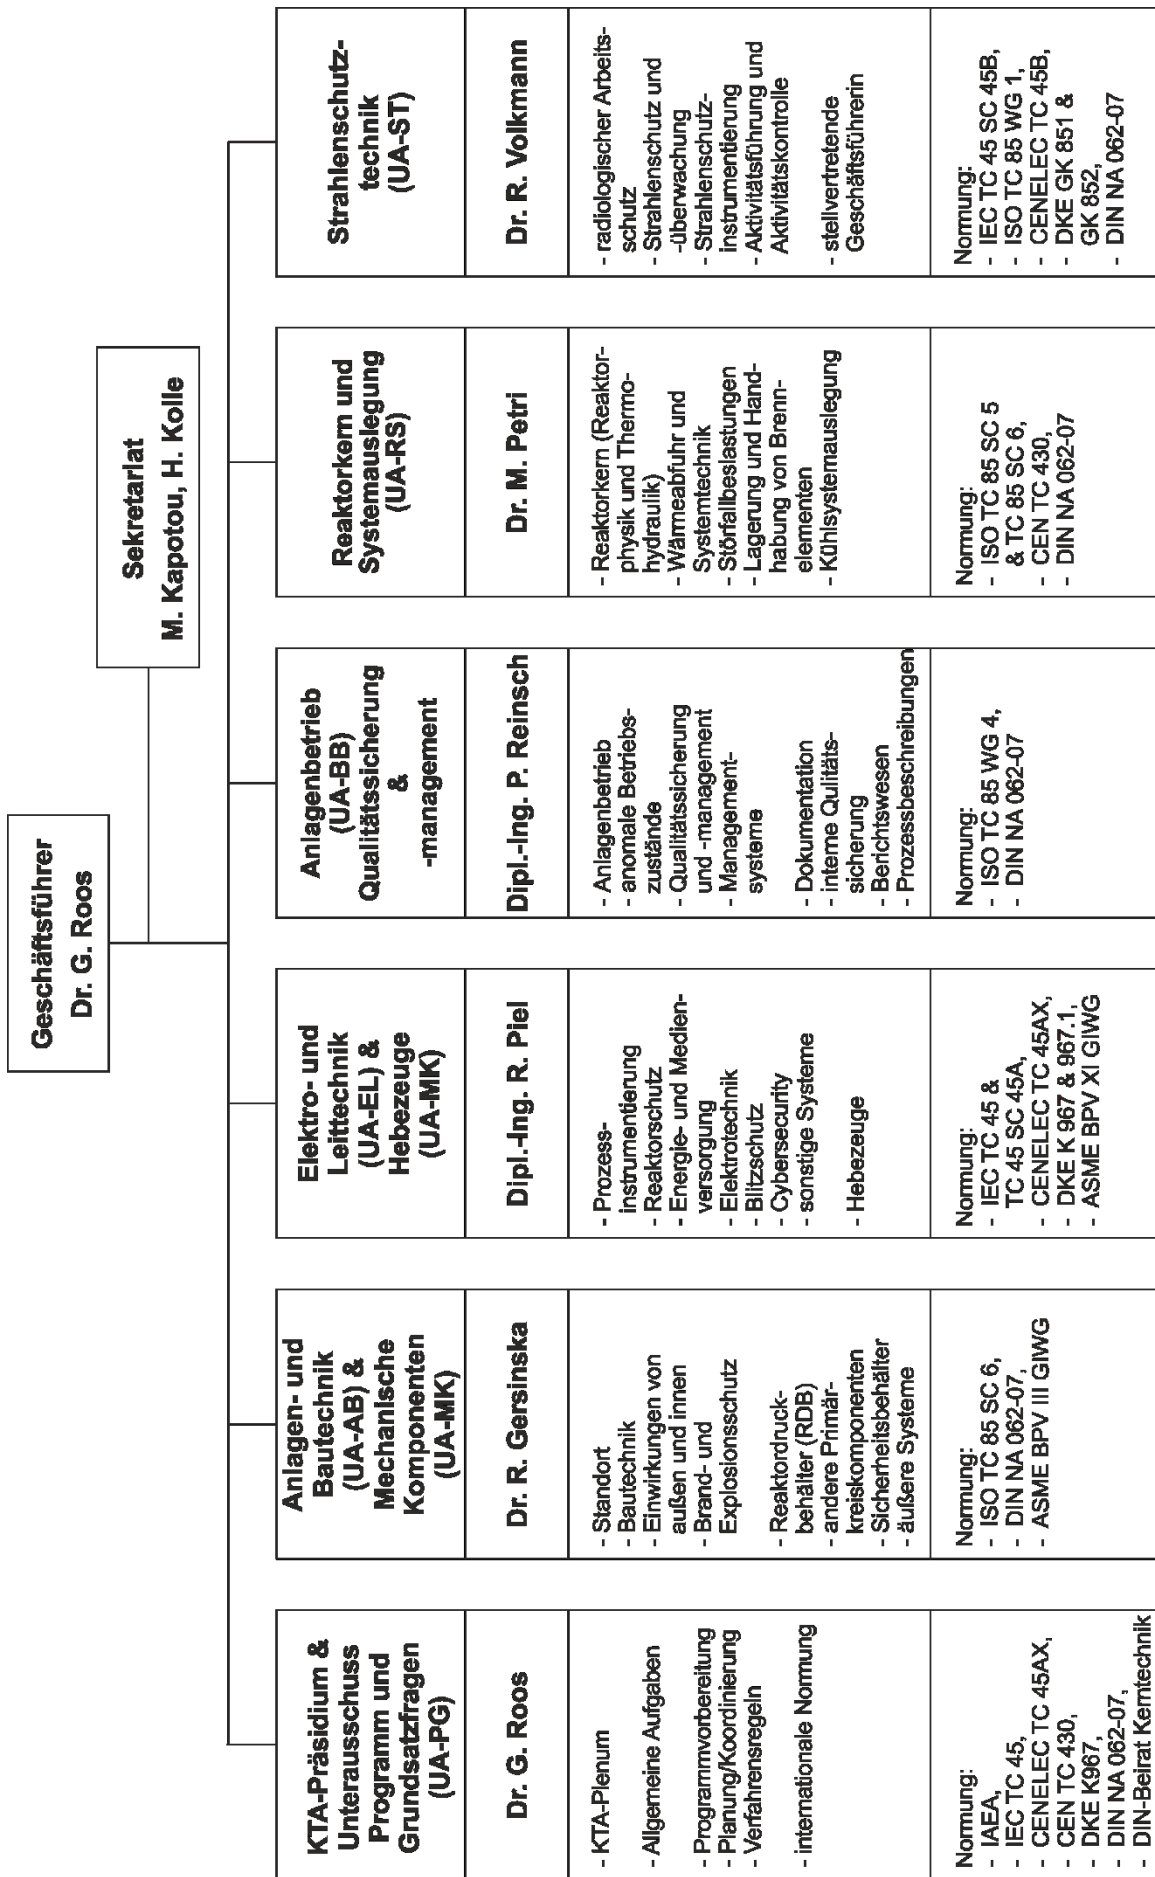 Geschäftsführer
Dr. G. Roos
Sekretariat
M. Kapotou, H. Kolle
KTA-Präsidium &
Unterausschuss
Programm und
Grundsatzfragen
(UA-PG)
Dr. G. Roos
- KTA-Plenum
- Allgemeine Aufgaben
- Programmvorbereitung
- Planung/Koordinierung
- Verfahrensregeln
- internationale Normung
Normung:
- IAEA,
- IEC TC 45,
- CENELEC TC 45AX,
- CEN TC 430,
- DKE K967,
- DIN NA 062-07,
- DIN-Beirat Kerntechnik
Anlagen- und
Bautechnik
(UA-AB) &
Mechanische
Komponenten
(UA-MK)
Dr. R. Gersinska
- Standort
- Bautechnik
- Einwirkungen von
außen und innen
- Brand- und
Explosionsschutz
- Reaktordruck-
behälter (RDB)
- andere Primär-
kreiskomponenten
- Sicherheitsbehälter
- äußere Systeme
Normung:
- ISO TC 85 SC 6,
- DIN NA 062-07,
- ASME BPV III GIWG
Elektro- und
Leittechnik
(UA-EL) &
Hebezeuge
(UA-MK)
Dipl.-Ing. R. Piel
- Prozess-
instrumentierung
- Reaktorschutz
- Energie- und Medien-
versorgung
- Elektrotechnik
- Blitzschutz
- Cybersecurity
- sonstige Systeme
- Hebezeuge
Normung:
- IEC TC 45 &
TC 45 SC 45A,
- CENELEC TC 45AX,
- DKE K 967 & 967.1,
- ASME BPV XI GIWG
Anlagenbetrieb
(UA-BB)
Qualitätssicherung
&
-management
Dipl.-Ing. P. Reinsch
- Anlagenbetrieb
- anomale Betriebs-
zustände
- Qualitätssicherung
und -management
- Management-
systeme
- Dokumentation
- interne Qulitäts-
sicherung
- Berichtswesen
- Prozessbeschreibungen
Normung:
- ISO TC 85 WG 4,
- DIN NA 062-07
Reaktorkern und
Systemauslegung
(UA-RS)
Dr. M. Petri
- Reaktorkern (Reaktor-
physik und Thermo-
hydraulik)
- Wärmeabfuhr und
Systemtechnik
- Störfallbeslastungen
- Lagerung und Hand-
habung von Brenn-
elementen
- Kühlsystemauslegung
Normung:
- ISO TC 85 SC 5
& TC 85 SC 6,
- CEN TC 430,
- DIN NA 062-07
Strahlenschutz-
technik
(UA-ST)
Dr. R. Volkmann
- radiologischer Arbeits-
schutz
- Strahlenschutz und
-überwachung
- Strahlenschutz-
instrumentierung
- Aktivitätsführung und
Aktivitätskontrolle
- stellvertretende
Geschäftsführerin
Normung:
- IEC TC 45 SC 45B,
- ISO TC 85 WG 1,
- CENELEC TC 45B,
- DKE GK 851 &
GK 852,
- DIN NA 062-07